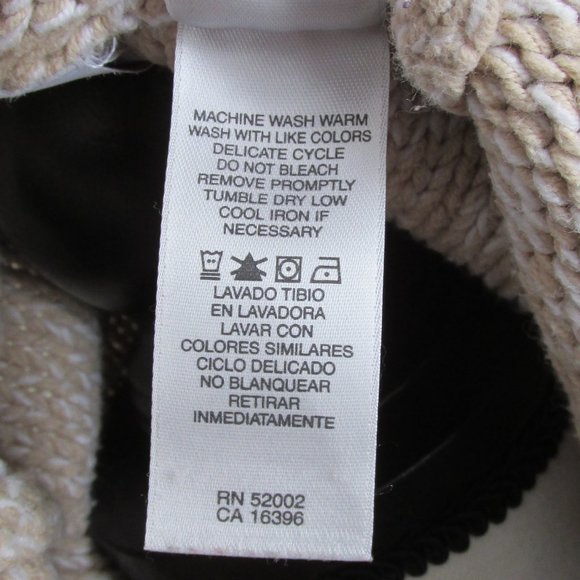 MACHINE WASH WARM
WASH WITH LIKE COLORS
DELICATE CYCLE
DO NOT BLEACH
REMOVE PROMPTLY
TUMBLE DRY LOW
COOL IRON IF
NECESSARY
LAVADO TIBIO
EN LAVADORA
LAVAR CON
COLORES SIMILARES
CICLO DELICADO
NO BLANQUEAR
RETIRAR
INMEDIATAMENTE
RN 52002
CA 16396